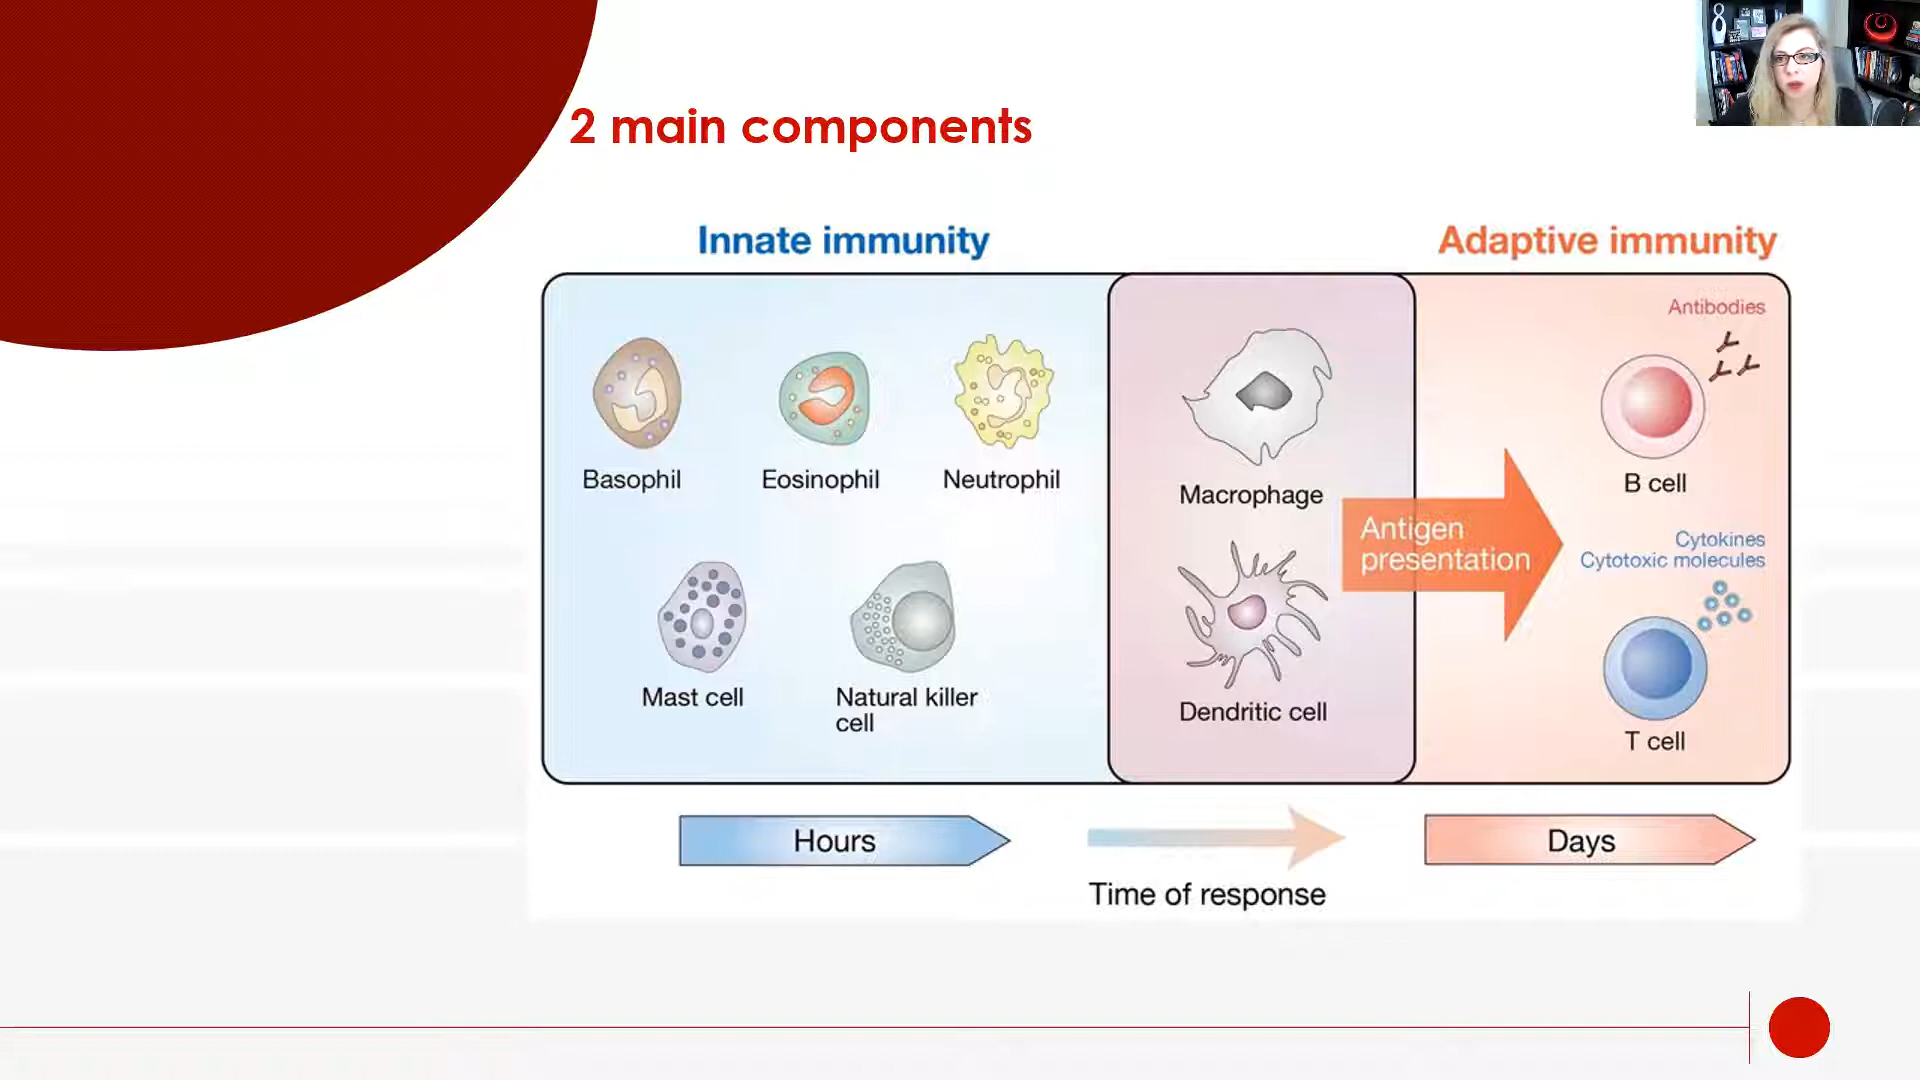 2 main components
Innate immunity
Adaptive immunity
Antibodies
Basophil
Eosinophil
Neutrophil
Macrophage
B cell
Antigen
presentation
Cytokines
Cytotoxic molecules
Mast cell
Natural killer
cell
Dendritic cell
T cell
Hours
Time of response
Days